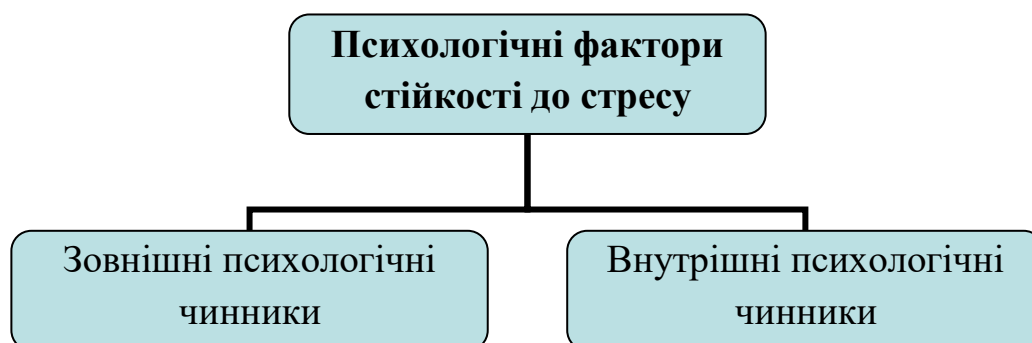 Психологічні фактори
стійкості до стресу
Зовнішні психологічні
чинники
Внутрішні психологічні
чинники